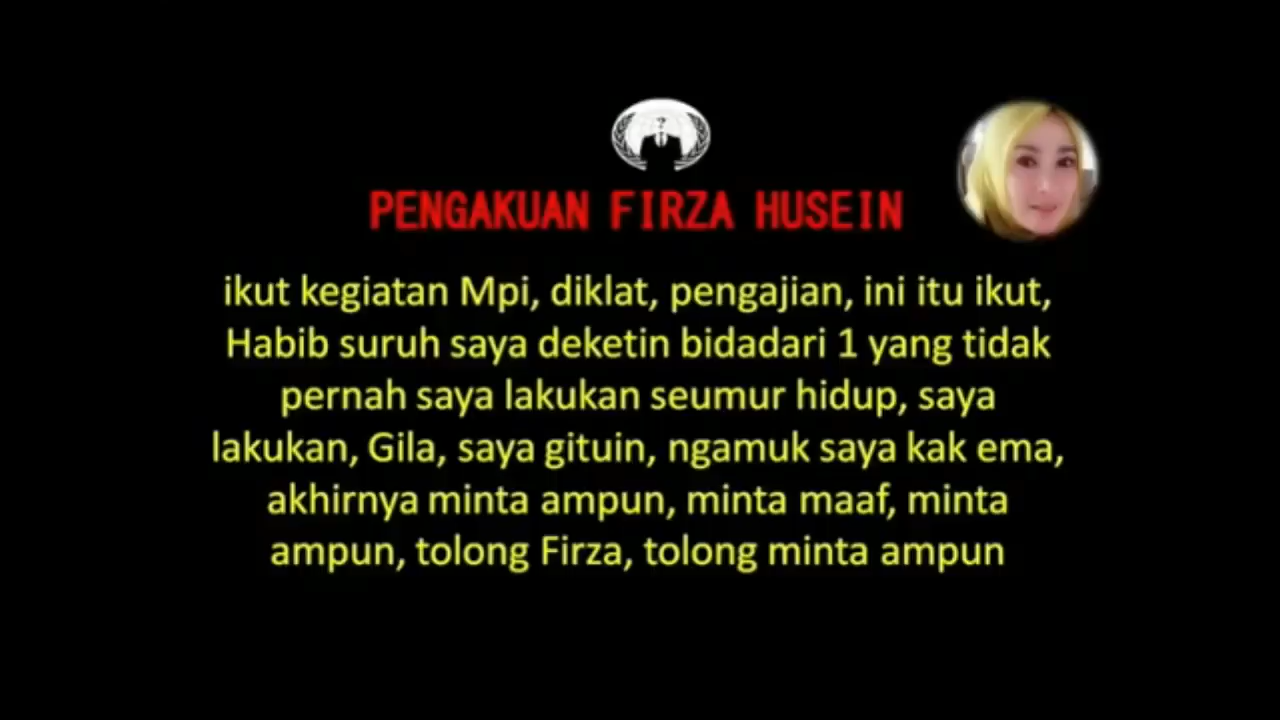 PENGAKUAN FIRZA HUSEIN
ikut kegiatan Mpi, diklat, pengajian, ini itu ikut,
Habib suruh saya deketin bidadari 1 yang tidak
pernah saya lakukan seumur hidup, saya
lakukan, Gila, saya gituin, ngamuk saya kak ema,
akhirnya minta ampun, minta maaf, minta
ampun, tolong Firza, tolong minta ampun